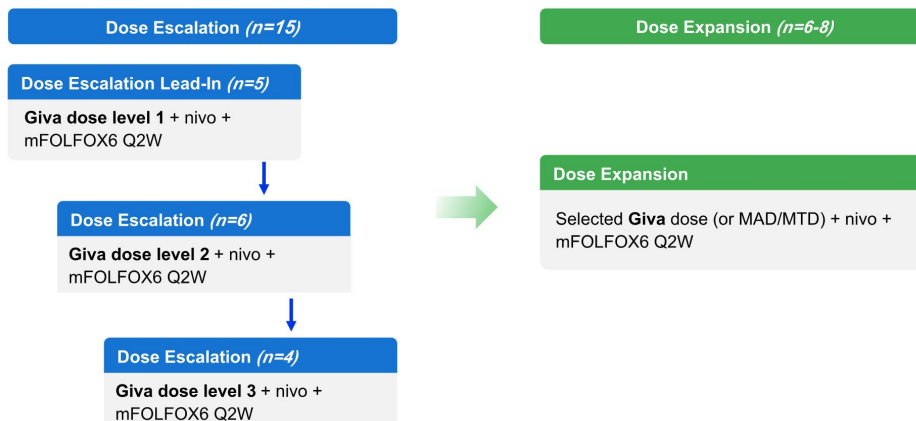 Dose Escalation (n=15)
Dose Escalation Lead-In (n=5)
Giva dose level 1 + nivo +
mFOLFOX6 Q2W
Dose Escalation (n=6)
Giva dose level 2 + nivo +
mFOLFOX6 Q2W
Dose Escalation (n=4)
Giva dose level 3 + nivo +
mFOLFOX6 Q2W
Dose Expansion (n=6-8)
Dose Expansion
Selected Giva dose (or MAD/MTD) + nivo +
mFOLFOX6 Q2W